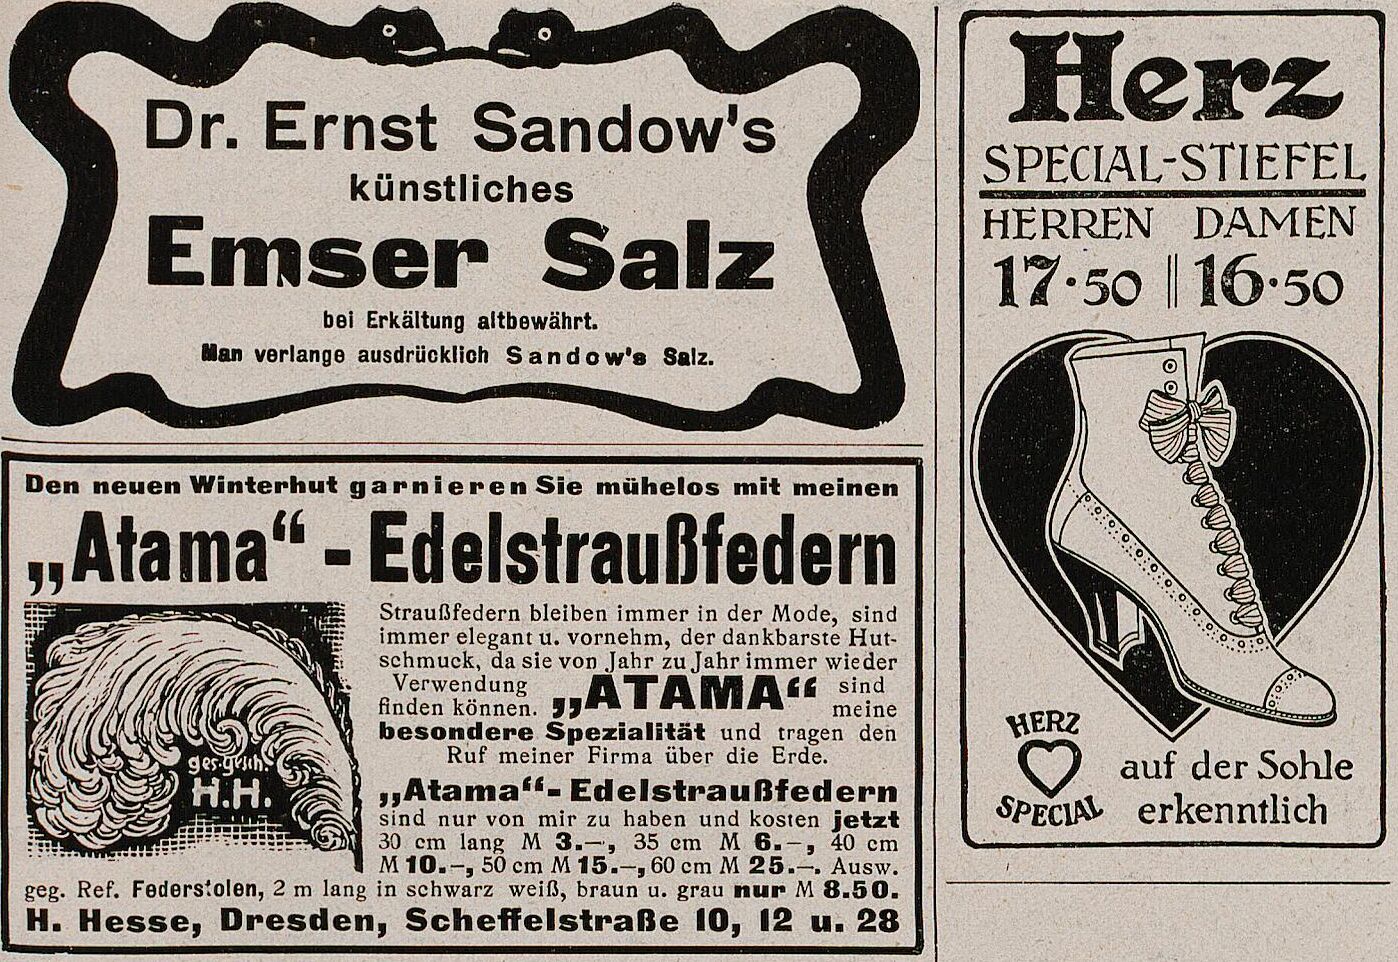 Dr. Ernst Sandow's
künstliches
Emser Salz
bei Erkältung altbewährt.
Man verlange ausdrücklich Sandow's Salz.
Den neuen Winterhut garnieren Sie mühelos mit meinen
„Atama“ - Edelstraußfedern
Straußfedern bleiben immer in der Mode, sind
immer elegant u. vornehm, der dankbarste Hut-
schmuck, da sie von Jahr zu Jahr immer wieder
Verwendung „ATAMA“ sind
finden können. meine
besondere Spezialität und tragen den
Ruf meiner Firma über die Erde.
ges. gesch.
H.H.
„Atama“- Edelstraußfedern
sind nur von mir zu haben und kosten jetzt
30 cm lang M 3.–, 35 cm M 6.–, 40 cm
M 10.–, 50 cm M 15.–, 60 cm M 25.–. Ausw.
geg. Ref. Federstolen, 2 m lang in schwarz weiß, braun u. grau nur M 8.50.
H. Hesse, Dresden, Scheffelstraße 10, 12 u. 28
Herz
SPECIAL-STIEFEL
HERREN DAMEN
17·50 || 16·50
HERZ
SPECIAL
auf der Sohle
erkenntlich